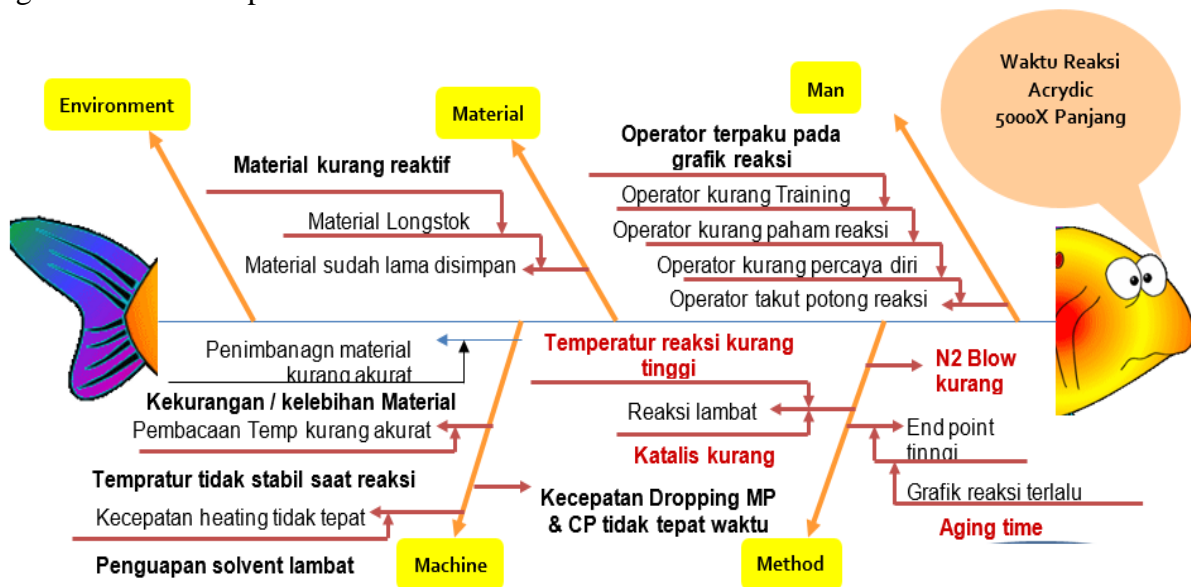 Waktu Reaksi
Acrydic
5000X Panjang
Environment
Material
Man
Material kurang reaktif
Material Longstok
Material sudah lama disimpan
Operator terpaku pada
grafik reaksi
Operator kurang Training
Operator kurang paham reaksi
Operator kurang percaya diri
Operator takut potong reaksi
Penimbanagn material
kurang akurat
Kekurangan / kelebihan Material
Pembacaan Temp kurang akurat
Tempratur tidak stabil saat reaksi
Kecepatan heating tidak tepat
Penguapan solvent lambat
Machine
Kecepatan Dropping MP
& CP tidak tepat waktu
Temperatur reaksi kurang
tinggi
Reaksi lambat
Katalis kurang
N2 Blow
kurang
End point
tinngi
Grafik reaksi terlalu
Aging time
Method